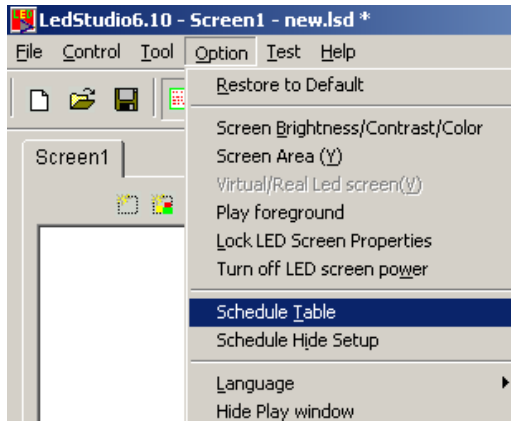 LED LedStudio6.10 - Screen1 - new.lsd *
File Control Tool Option Test Help
Restore to Default
Screen Brightness/Contrast/Color
Screen1
Screen Area (Y)
Virtual/Real Led screen(V)
Play foreground
Lock LED Screen Properties
Turn off LED screen power
Schedule Table
Schedule Hide Setup
Language
Hide Play window